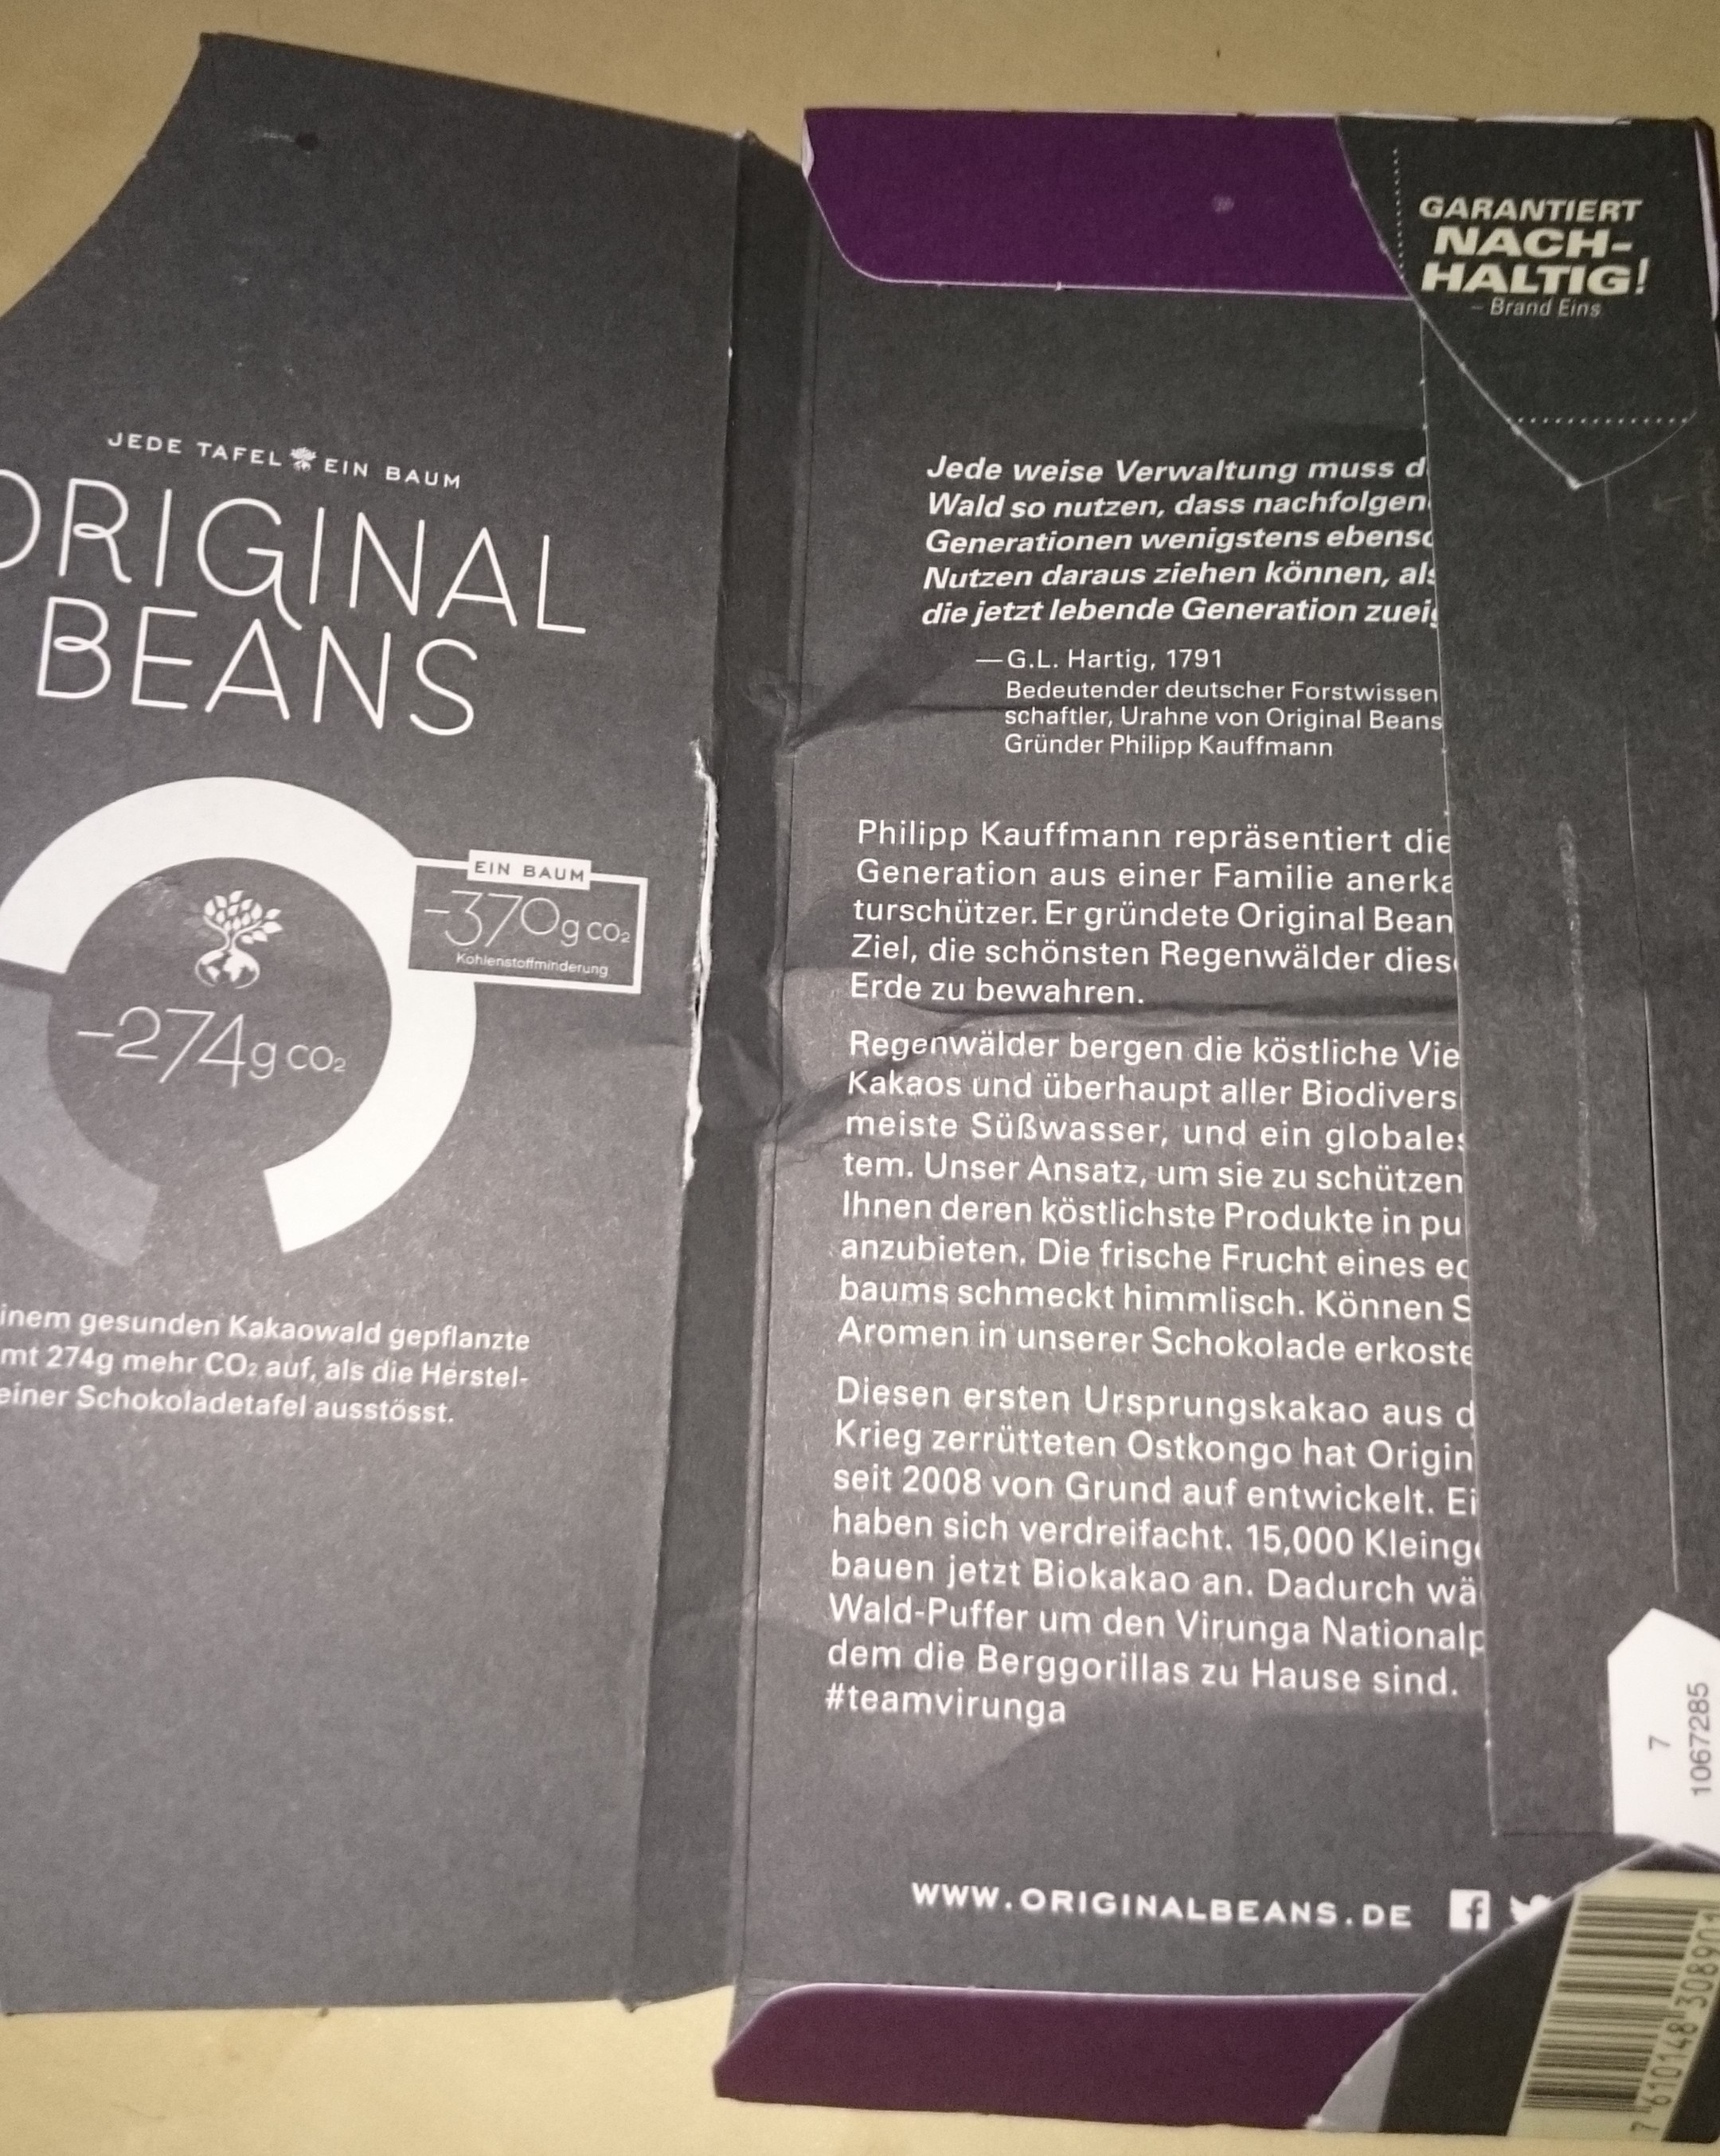 JEDE TAFEL EIN BAUM
ORIGINAL
BEANS
EIN BAUM
-370g CO₂
Kohlenstoffminderung
-274g CO₂
inem gesunden Kakaowald gepflanzte
mt 274g mehr CO₂ auf, als die Herstel-
einer Schokoladetafel ausstösst.
GARANTIERT
NACH-
HALTIG!
– Brand Eins
Jede weise Verwaltung muss d
Wald so nutzen, dass nachfolgen
Generationen wenigstens ebenso
Nutzen daraus ziehen können, als
die jetzt lebende Generation zueig
—G.L. Hartig, 1791
Bedeutender deutscher Forstwissen
schaftler, Urahne von Original Beans
Gründer Philipp Kauffmann
Philipp Kauffmann repräsentiert die
Generation aus einer Familie anerka
turschützer. Er gründete Original Bean
Ziel, die schönsten Regenwälder diese
Erde zu bewahren.
Regenwälder bergen die köstliche Vie
Kakaos und überhaupt aller Biodivers
meiste Süßwasser, und ein globales
tem. Unser Ansatz, um sie zu schützen
Ihnen deren köstlichste Produkte in pu
anzubieten. Die frische Frucht eines ed
baums schmeckt himmlisch. Können S
Aromen in unserer Schokolade erkoste
Diesen ersten Ursprungskakao aus d
Krieg zerrütteten Ostkongo hat Origin
seit 2008 von Grund auf entwickelt. Ei
haben sich verdreifacht. 15,000 Kleing
bauen jetzt Biokakao an. Dadurch wä
Wald-Puffer um den Virunga Nationalp
dem die Berggorillas zu Hause sind.
#teamvirunga
WWW.ORIGINALBEANS.DE
7
1067285
7 610148 308901